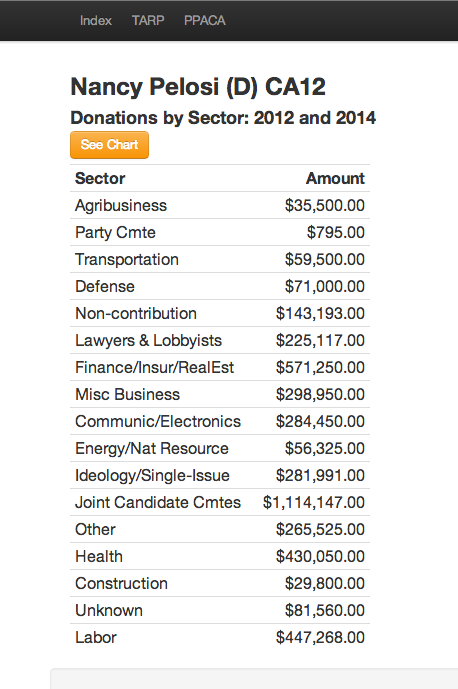 Index TARP PPACA
Nancy Pelosi (D) CA12
Donations by Sector: 2012 and 2014
See Chart
Sector Amount
Agribusiness $35,500.00
Party Cmte $795.00
Transportation $59,500.00
Defense $71,000.00
Non-contribution $143,193.00
Lawyers & Lobbyists $225,117.00
Finance/Insur/RealEst $571,250.00
Misc Business $298,950.00
Communic/Electronics $284,450.00
Energy/Nat Resource $56,325.00
Ideology/Single-Issue $281,991.00
Joint Candidate Cmtes $1,114,147.00
Other $265,525.00
Health $430,050.00
Construction $29,800.00
Unknown $81,560.00
Labor $447,268.00